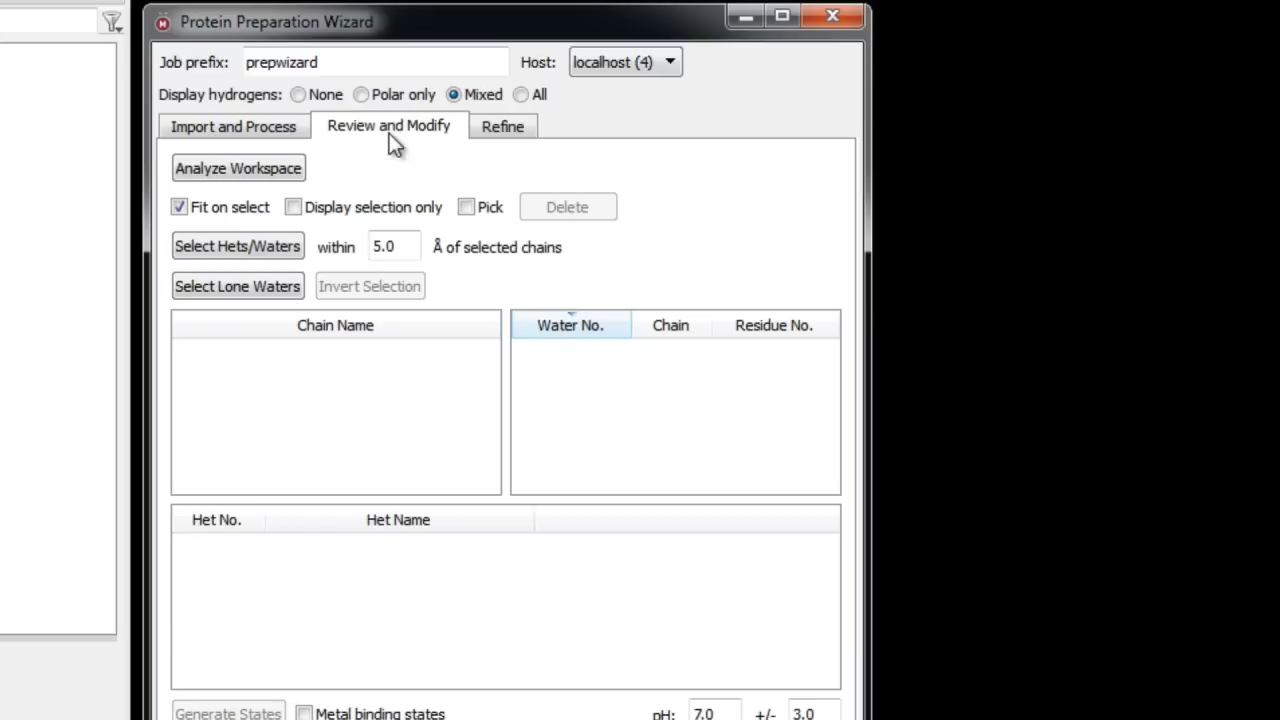 Protein Preparation Wizard
Job prefix: prepwizard Host: localhost (4)
Display hydrogens: None Polar only Mixed All
Import and Process Review and Modify Refine
Analyze Workspace
Fit on select Display selection only Pick Delete
Select Hets/Waters within 5.0 Å of selected chains
Select Lone Waters Invert Selection
Chain Name Water No. Chain Residue No.
Het No. Het Name
Generate States Metal binding states pH: 7.0 +/- 3.0